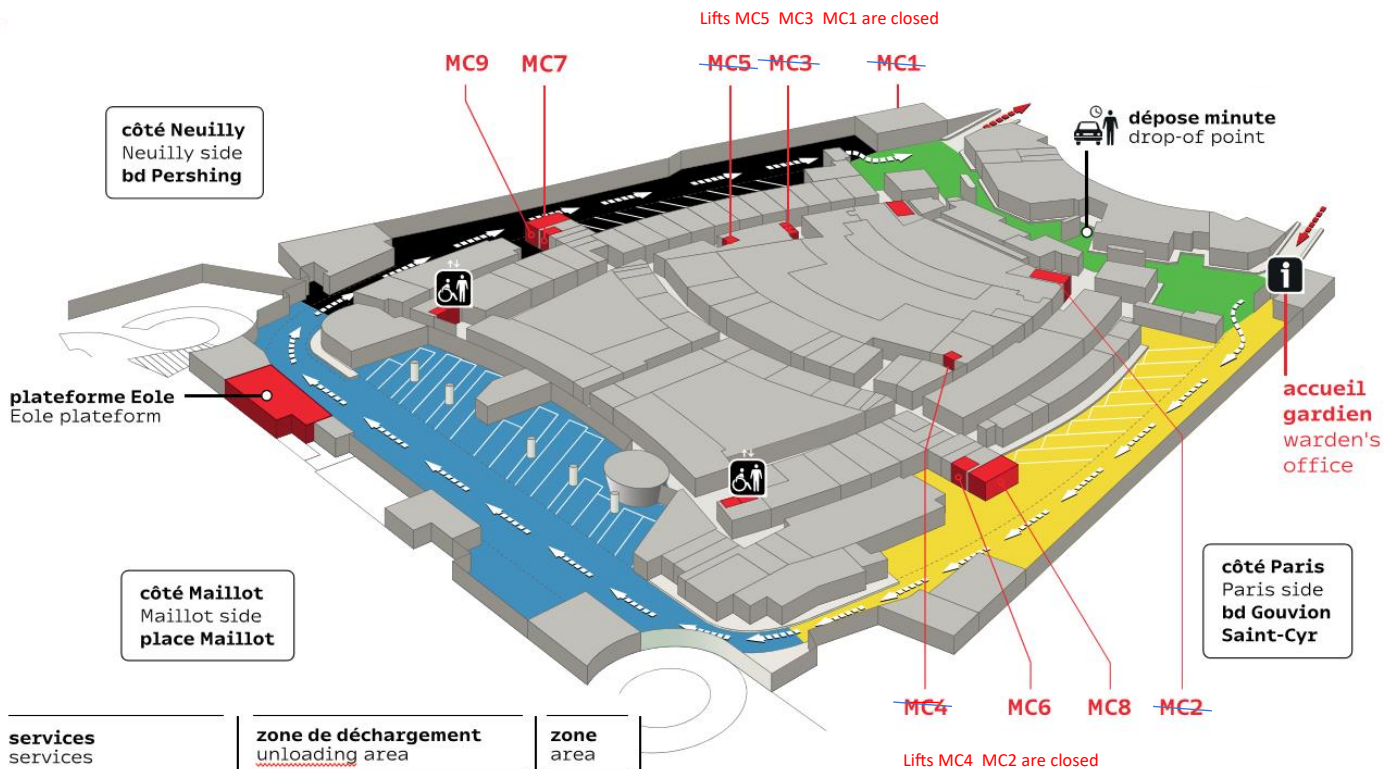 Lifts MC5 MC3 MC1 are closed
MC9 MC7 MC5 MC3 MC1
côté Neuilly
Neuilly side
bd Pershing
dépose minute
drop-of point
i
plateforme Eole
Eole plateform
accueil
gardien
warden's
office
côté Paris
Paris side
bd Gouvion
Saint-Cyr
côté Maillot
Maillot side
place Maillot
MC4 MC6 MC8 MC2
services
services
zone de déchargement
unloading area
zone
area
Lifts MC4 MC2 are closed